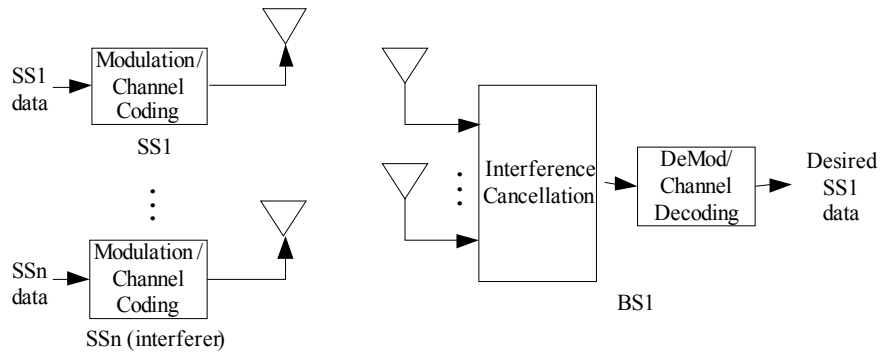 SS1
data
Modulation/
Channel
Coding
SS1
SSn
data
Modulation/
Channel
Coding
SSn (interferer)
Interference
Cancellation
DeMod/
Channel
Decoding
Desired
SS1
data
BS1